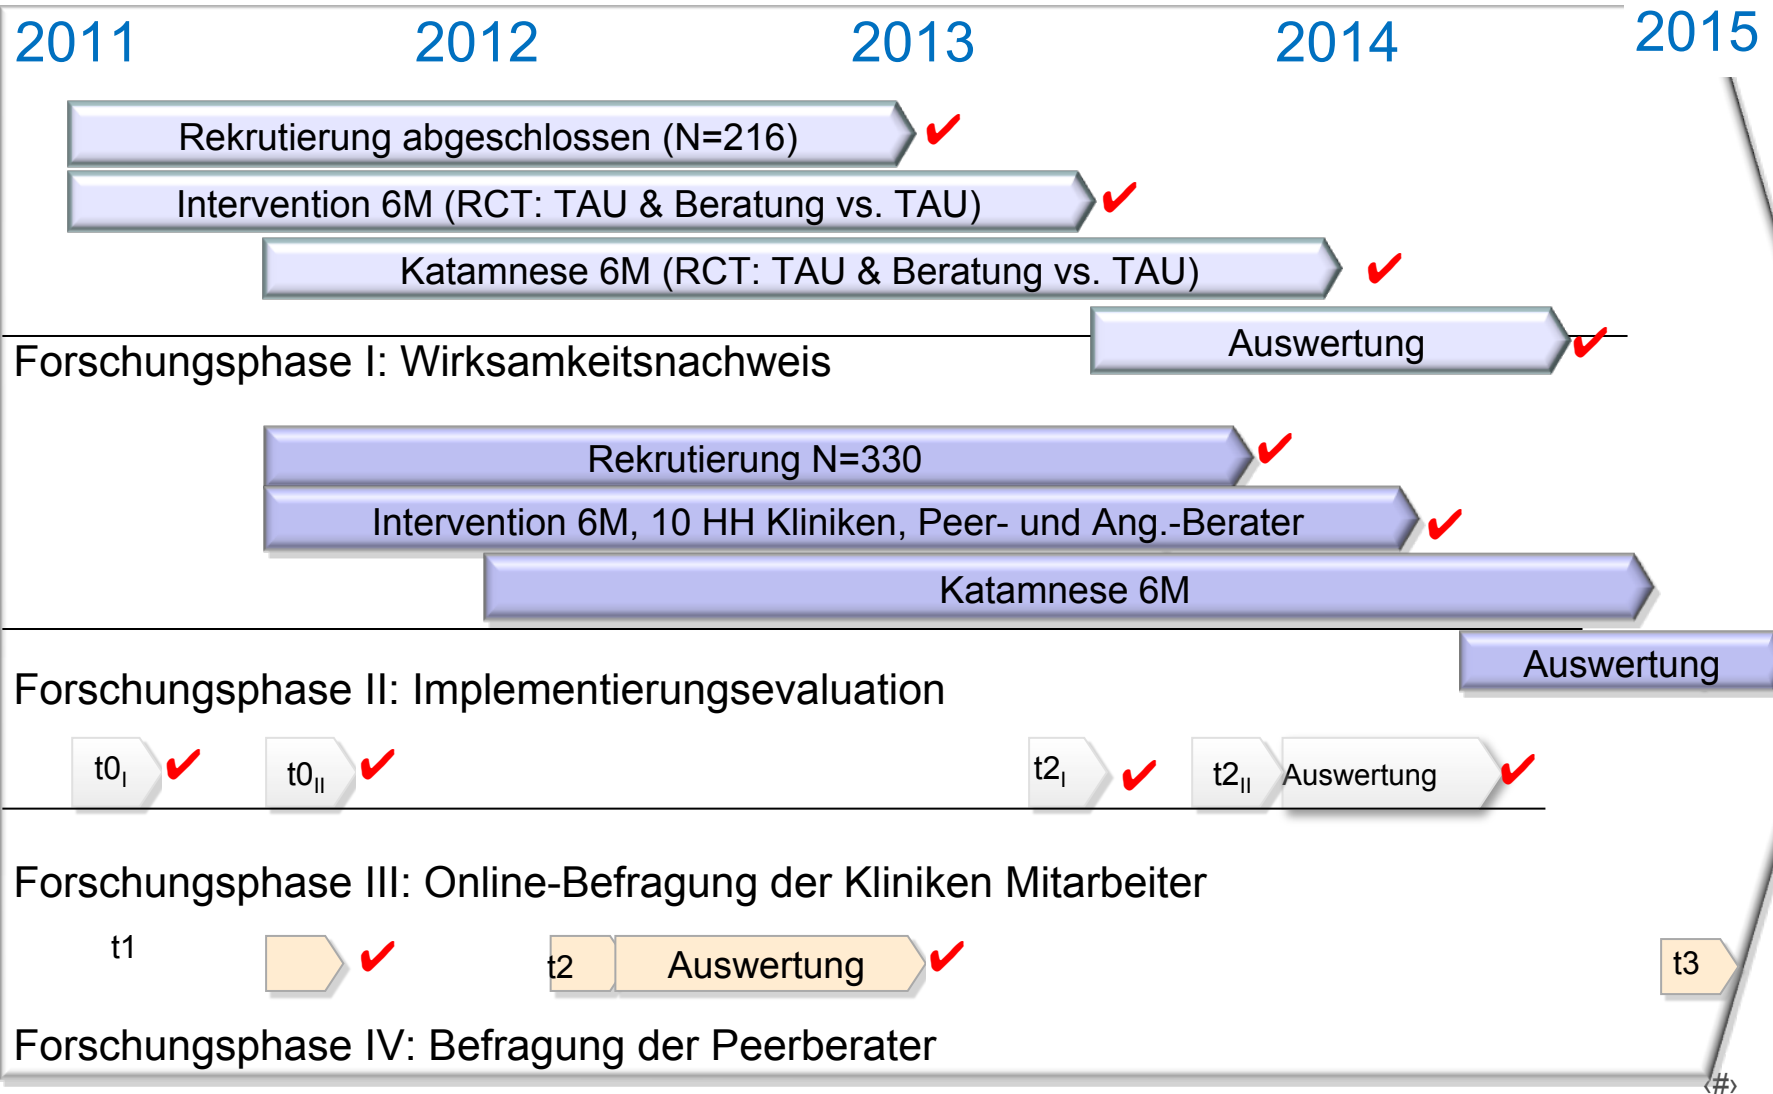 2011 2012 2013 2014 2015
Rekrutierung abgeschlossen (N=216)
Intervention 6M (RCT: TAU & Beratung vs. TAU)
Katamnese 6M (RCT: TAU & Beratung vs. TAU)
Auswertung
Forschungsphase I: Wirksamkeitsnachweis
Rekrutierung N=330
Intervention 6M, 10 HH Kliniken, Peer- und Ang.-Berater
Katamnese 6M
Auswertung
Forschungsphase II: Implementierungsevaluation
t0I t0II t2I t2II Auswertung
Forschungsphase III: Online-Befragung der Kliniken Mitarbeiter
t1 t2 Auswertung t3
Forschungsphase IV: Befragung der Peerberater
‹#›